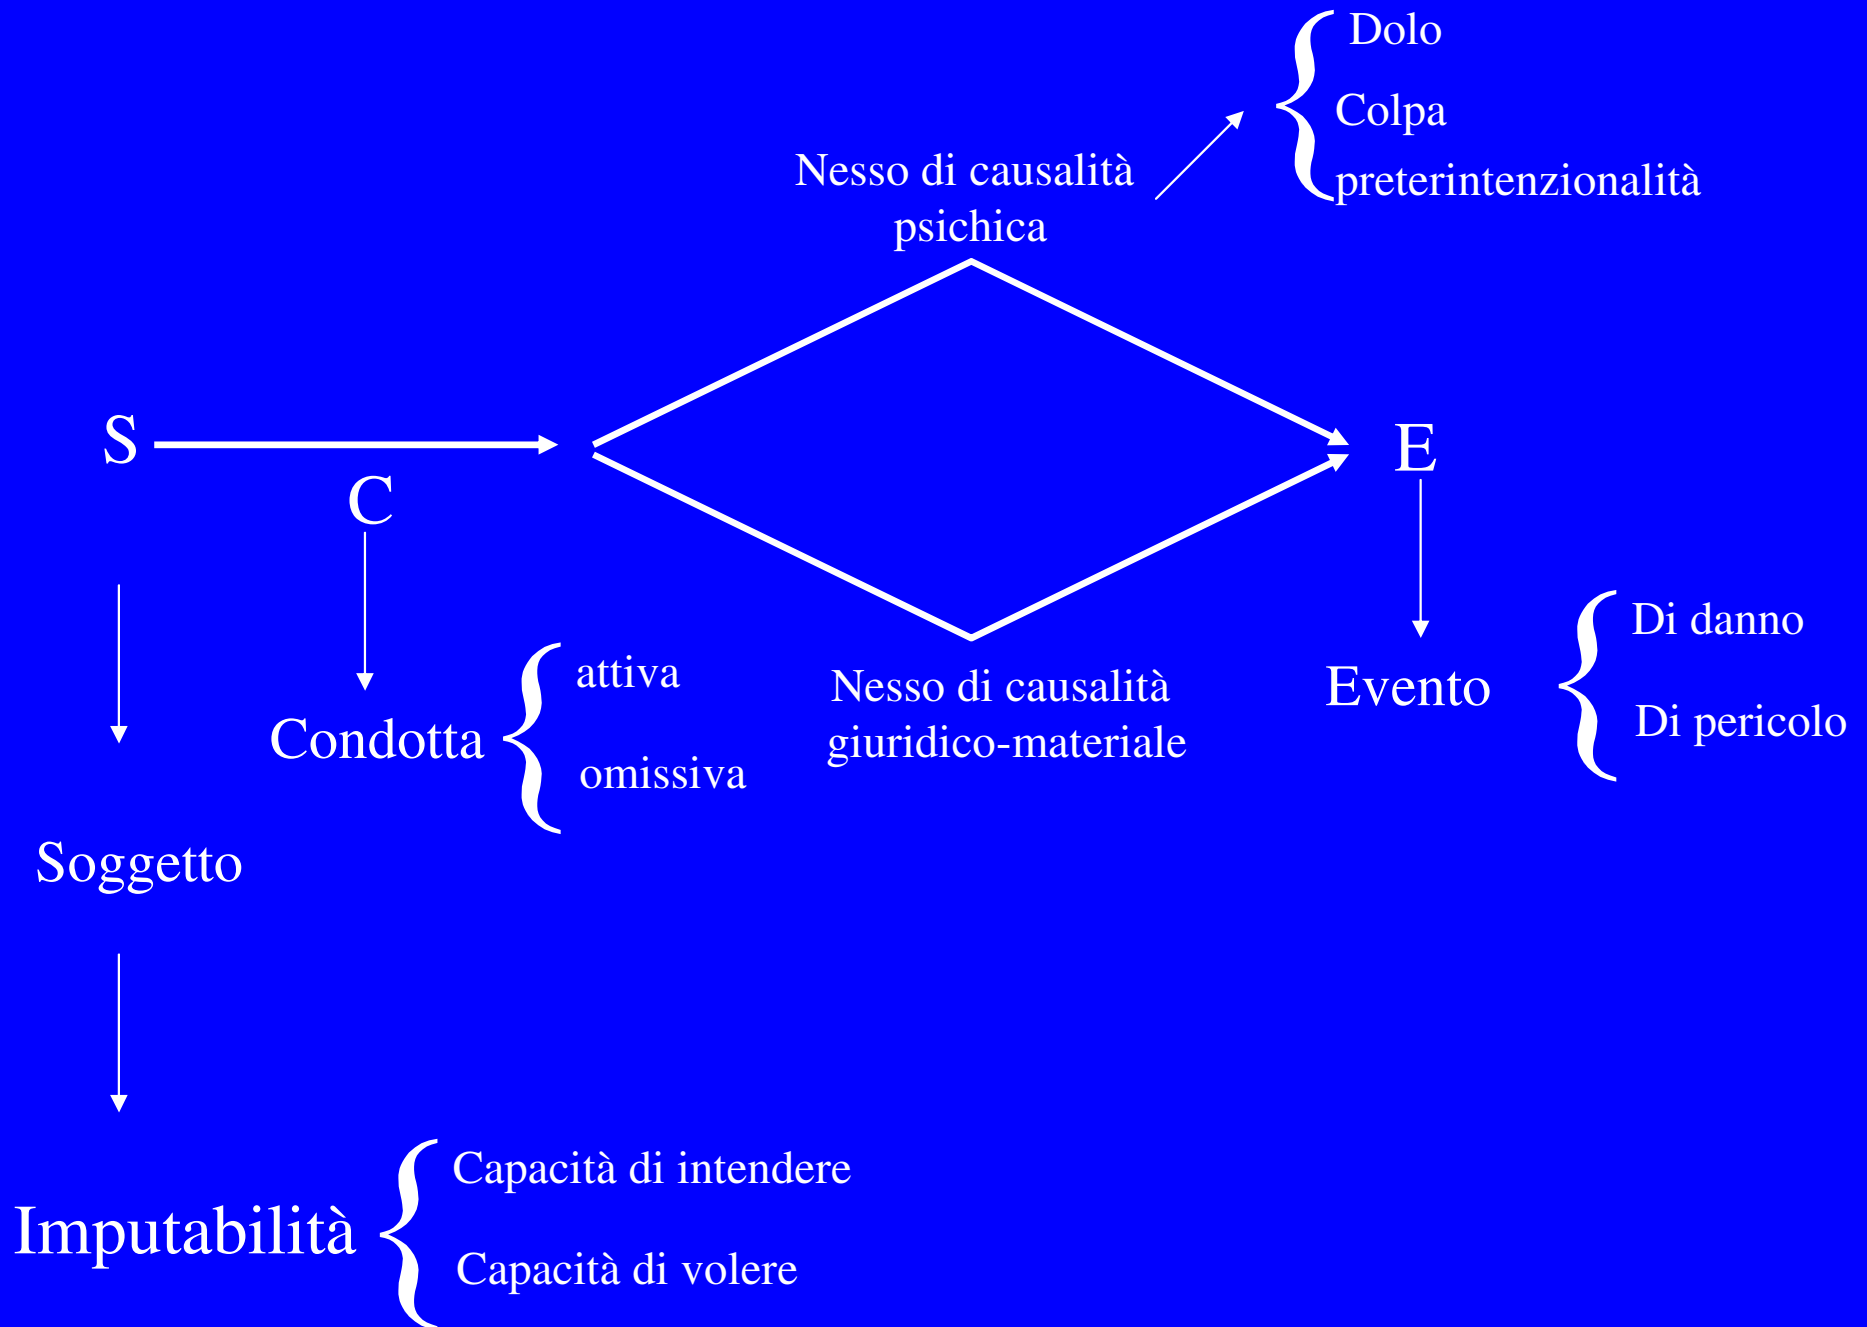 Dolo
Colpa
preterintenzionalità
Nesso di causalità
psichica
S
C
E
Di danno
Di pericolo
Evento
attiva
omissiva
Condotta
Nesso di causalità
giuridico-materiale
Soggetto
Capacità di intendere
Imputabilità
Capacità di volere